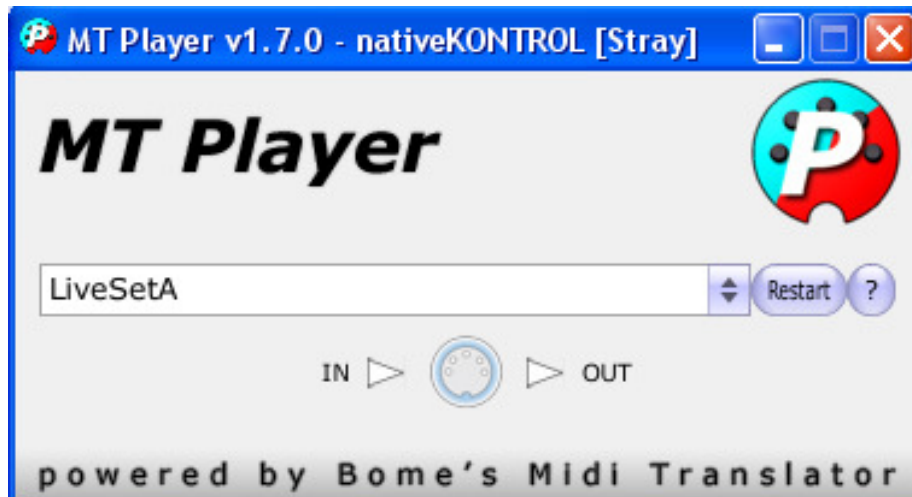 MT Player v1.7.0 - nativeKONTROL [Stray]
MT Player
P
LiveSetA
Restart ?
IN OUT
powered by Bome's Midi Translator